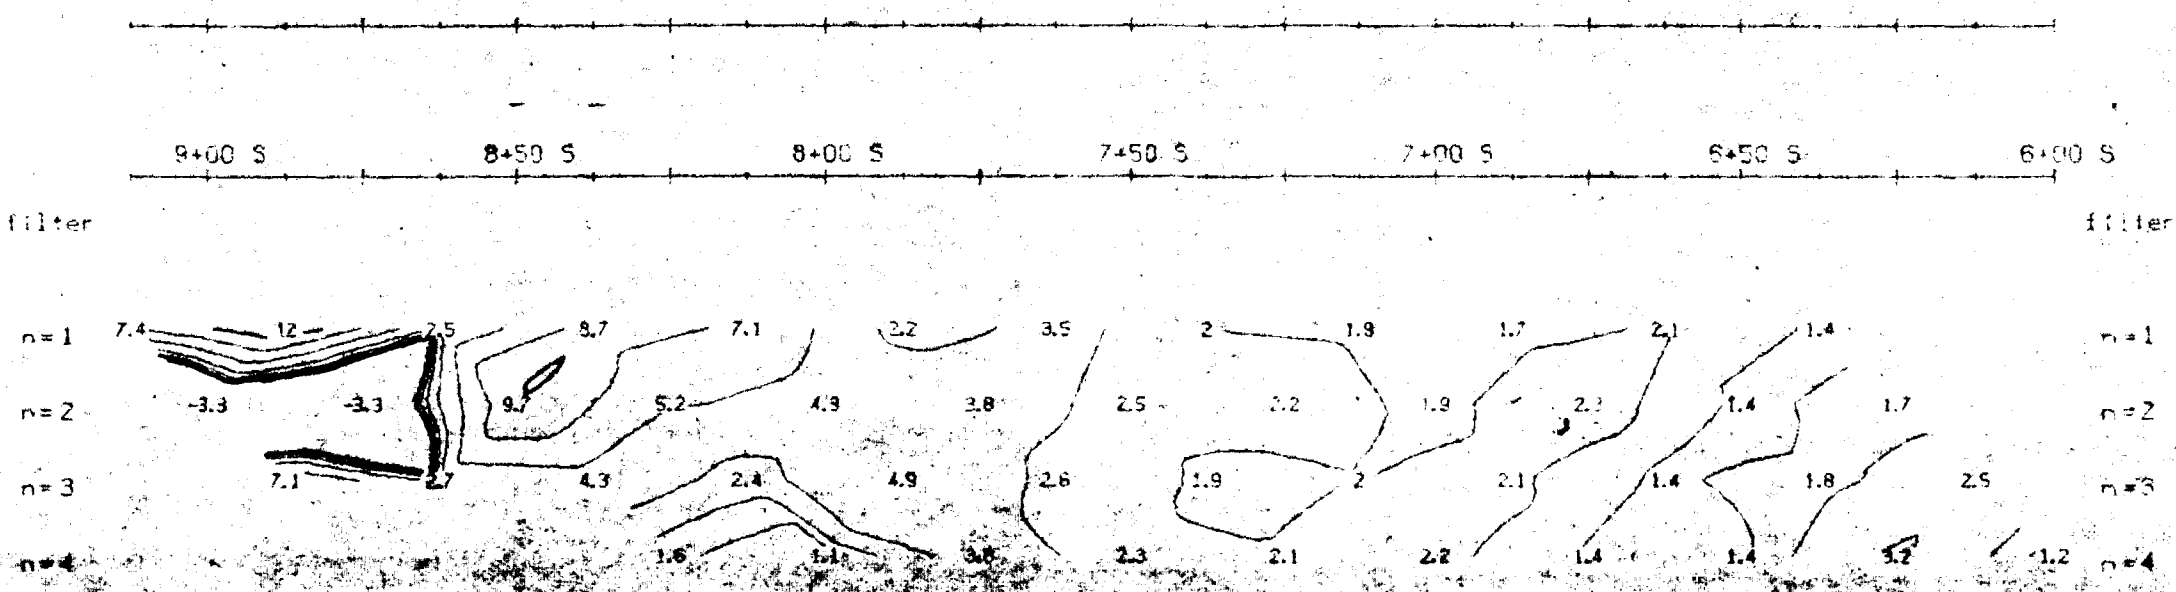 9+00 S 8+50 S 8+00 S 7+50 S 7+00 S 6+50 S 6+00 S
filter filter
n=1 7.4 12 2.5 8.7 7.1 2.2 3.5 2 1.9 1.7 2.1 1.4 n=1
n=2 -3.3 -3.3 9.7 5.2 4.9 3.8 2.5 2.2 1.9 1.4 1.7 n=2
n=3 7.1 2.7 4.3 2.4 4.9 2.6 1.9 2 2.1 1.4 1.8 2.5 n=3
n=4 1.6 1.1 3.8 2.3 2.1 2.2 1.4 1.4 1.2 n=4